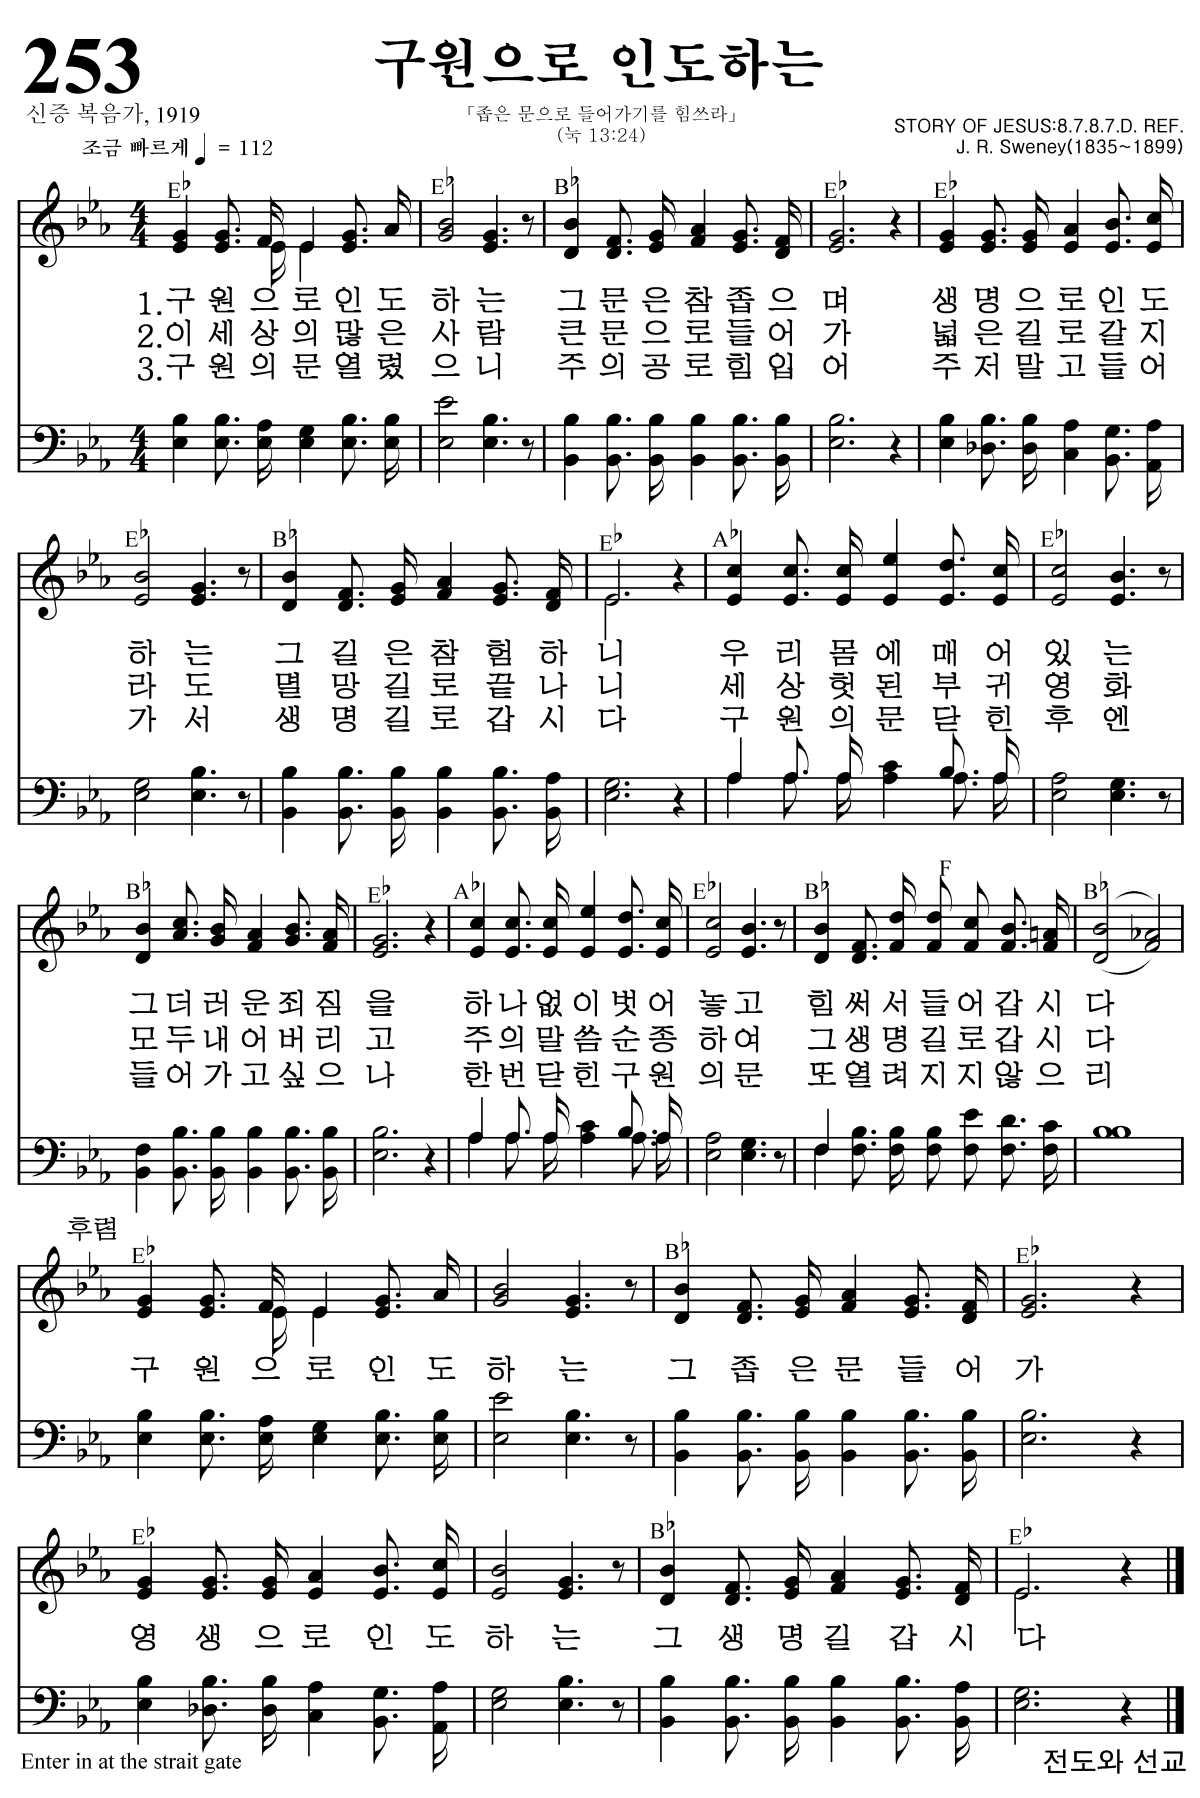 253
구원으로 인도하는
신증 복음가, 1919
「좁은 문으로 들어가기를 힘쓰라」
(눅 13:24)
STORY OF JESUS:8.7.8.7.D. REF.
J. R. Sweney(1835~1899)
조금 빠르게 ♩ = 112
E♭ E♭ B♭ E♭ E♭
1.구 원 으 로 인 도 하 는 그 문 은 참 좁 으 며 생 명 으 로 인 도
2.이 세 상 의 많 은 사 람 큰 문 으 로 들 어 가 넓 은 길 로 갈 지
3.구 원 의 문 열 렸 으 니 주 의 공 로 힘 입 어 주 저 말 고 들 어
E♭ B♭ E♭ A♭ E♭
하 는 그 길 은 참 험 하 니 우 리 몸 에 매 어 있 는
라 도 멸 망 길 로 끝 나 니 세 상 헛 된 부 귀 영 화
가 서 생 명 길 로 갑 시 다 구 원 의 문 닫 힌 후 엔
B♭ E♭ A♭ E♭ B♭ F B♭
그 더 러 운 죄 짐 을 하 나 없 이 벗 어 놓 고 힘 써 서 들 어 갑 시 다
모 두 내 어 버 리 고 주 의 말 씀 순 종 하 여 그 생 명 길 로 갑 시 다
들 어 가 고 싶 으 나 한 번 닫 힌 구 원 의 문 또 열 려 지 지 않 으 리
후렴
E♭ B♭ E♭
구 원 으 로 인 도 하 는 그 좁 은 문 들 어 가
E♭ B♭ E♭
영 생 으 로 인 도 하 는 그 생 명 길 갑 시 다
Enter in at the strait gate
전도와 선교